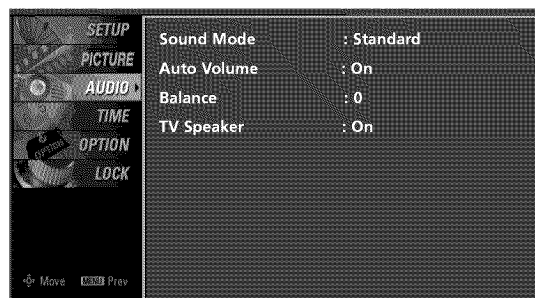 SETUP
PICTURE
AUDIO
TIME
OPTION
LOCK
Sound Mode : Standard
Auto Volume : On
Balance : 0
TV Speaker : On
Move MENU Prev